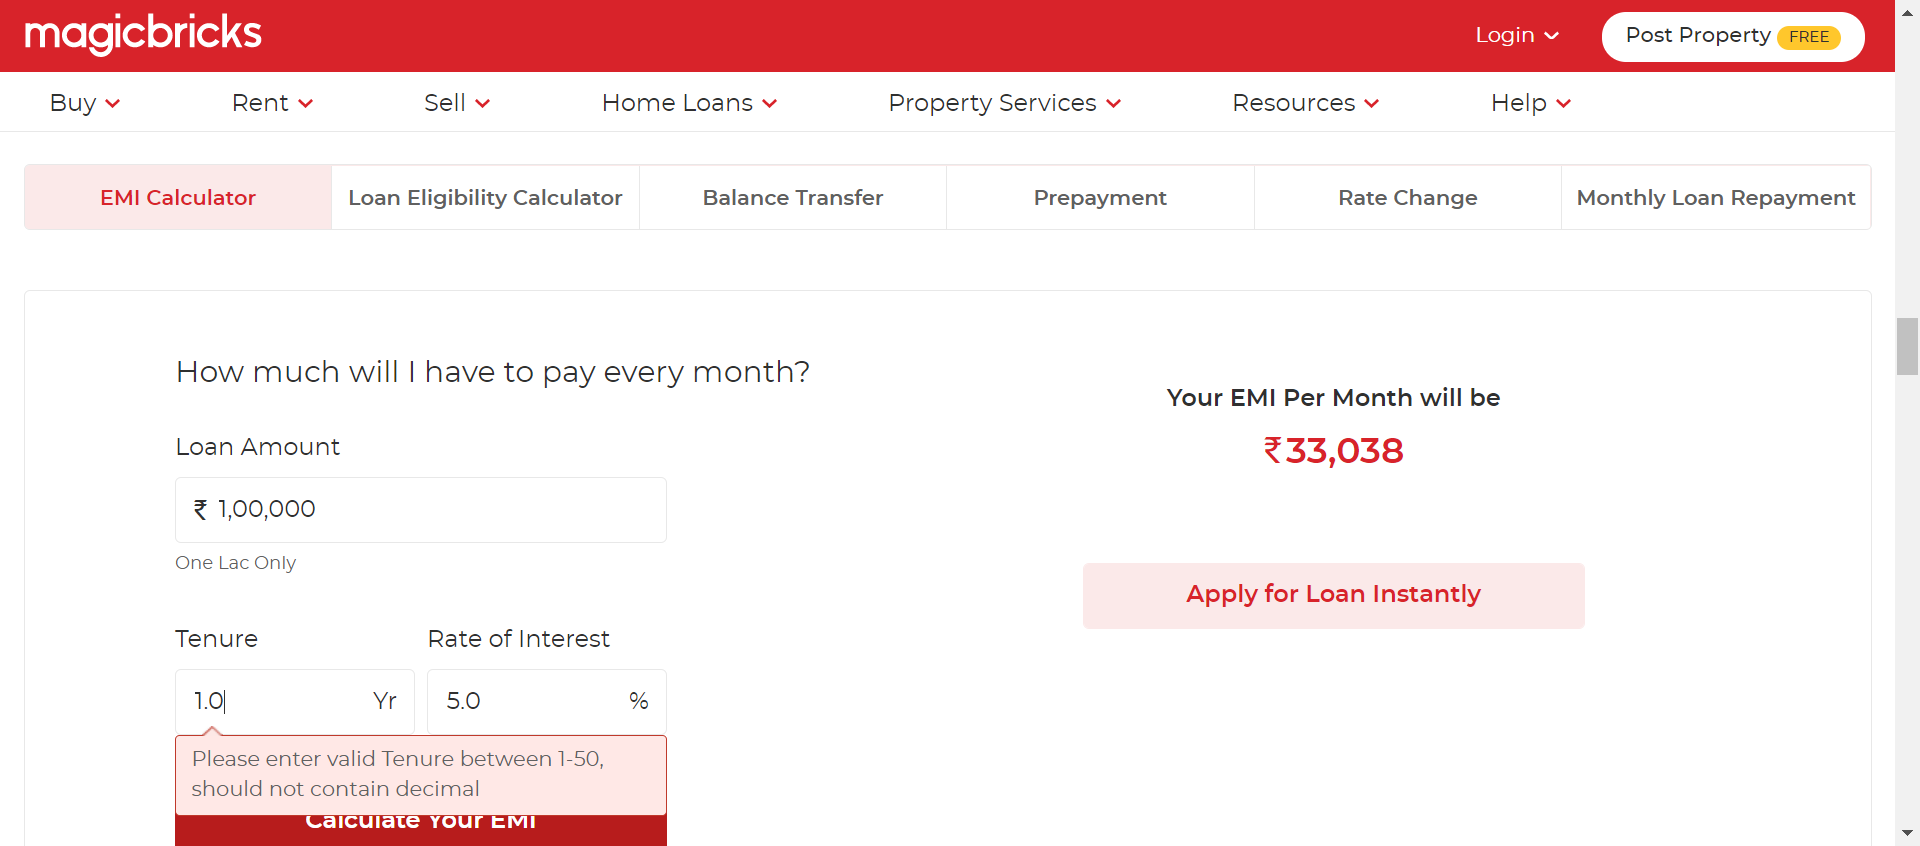 magicbricks
Login
Post Property FREE
Buy
Rent
Sell
Home Loans
Property Services
Resources
Help
EMI Calculator
Loan Eligibility Calculator
Balance Transfer
Prepayment
Rate Change
Monthly Loan Repayment
How much will I have to pay every month?
Loan Amount
₹ 1,00,000
One Lac Only
Tenure
Rate of Interest
1.0 Yr
5.0 %
Please enter valid Tenure between 1-50,
should not contain decimal
Calculate Your EMI
Your EMI Per Month will be
₹33,038
Apply for Loan Instantly